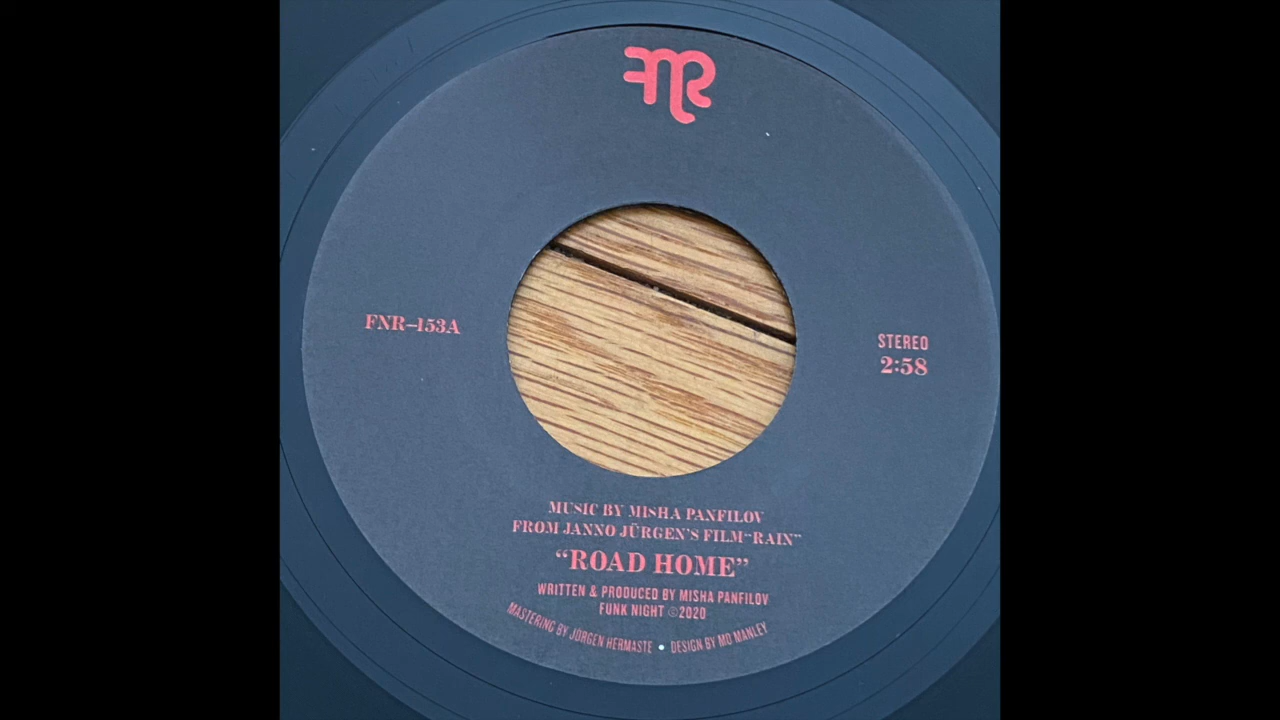 FNR
FNR–153A
STEREO
2:58
MUSIC BY MISHA PANFILOV
FROM JANNO JÜRGEN'S FILM “RAIN”
“ROAD HOME”
WRITTEN & PRODUCED BY MISHA PANFILOV
FUNK NIGHT ©2020
MASTERING BY JÜRGEN HERMASTE • DESIGN BY MO MANLEY